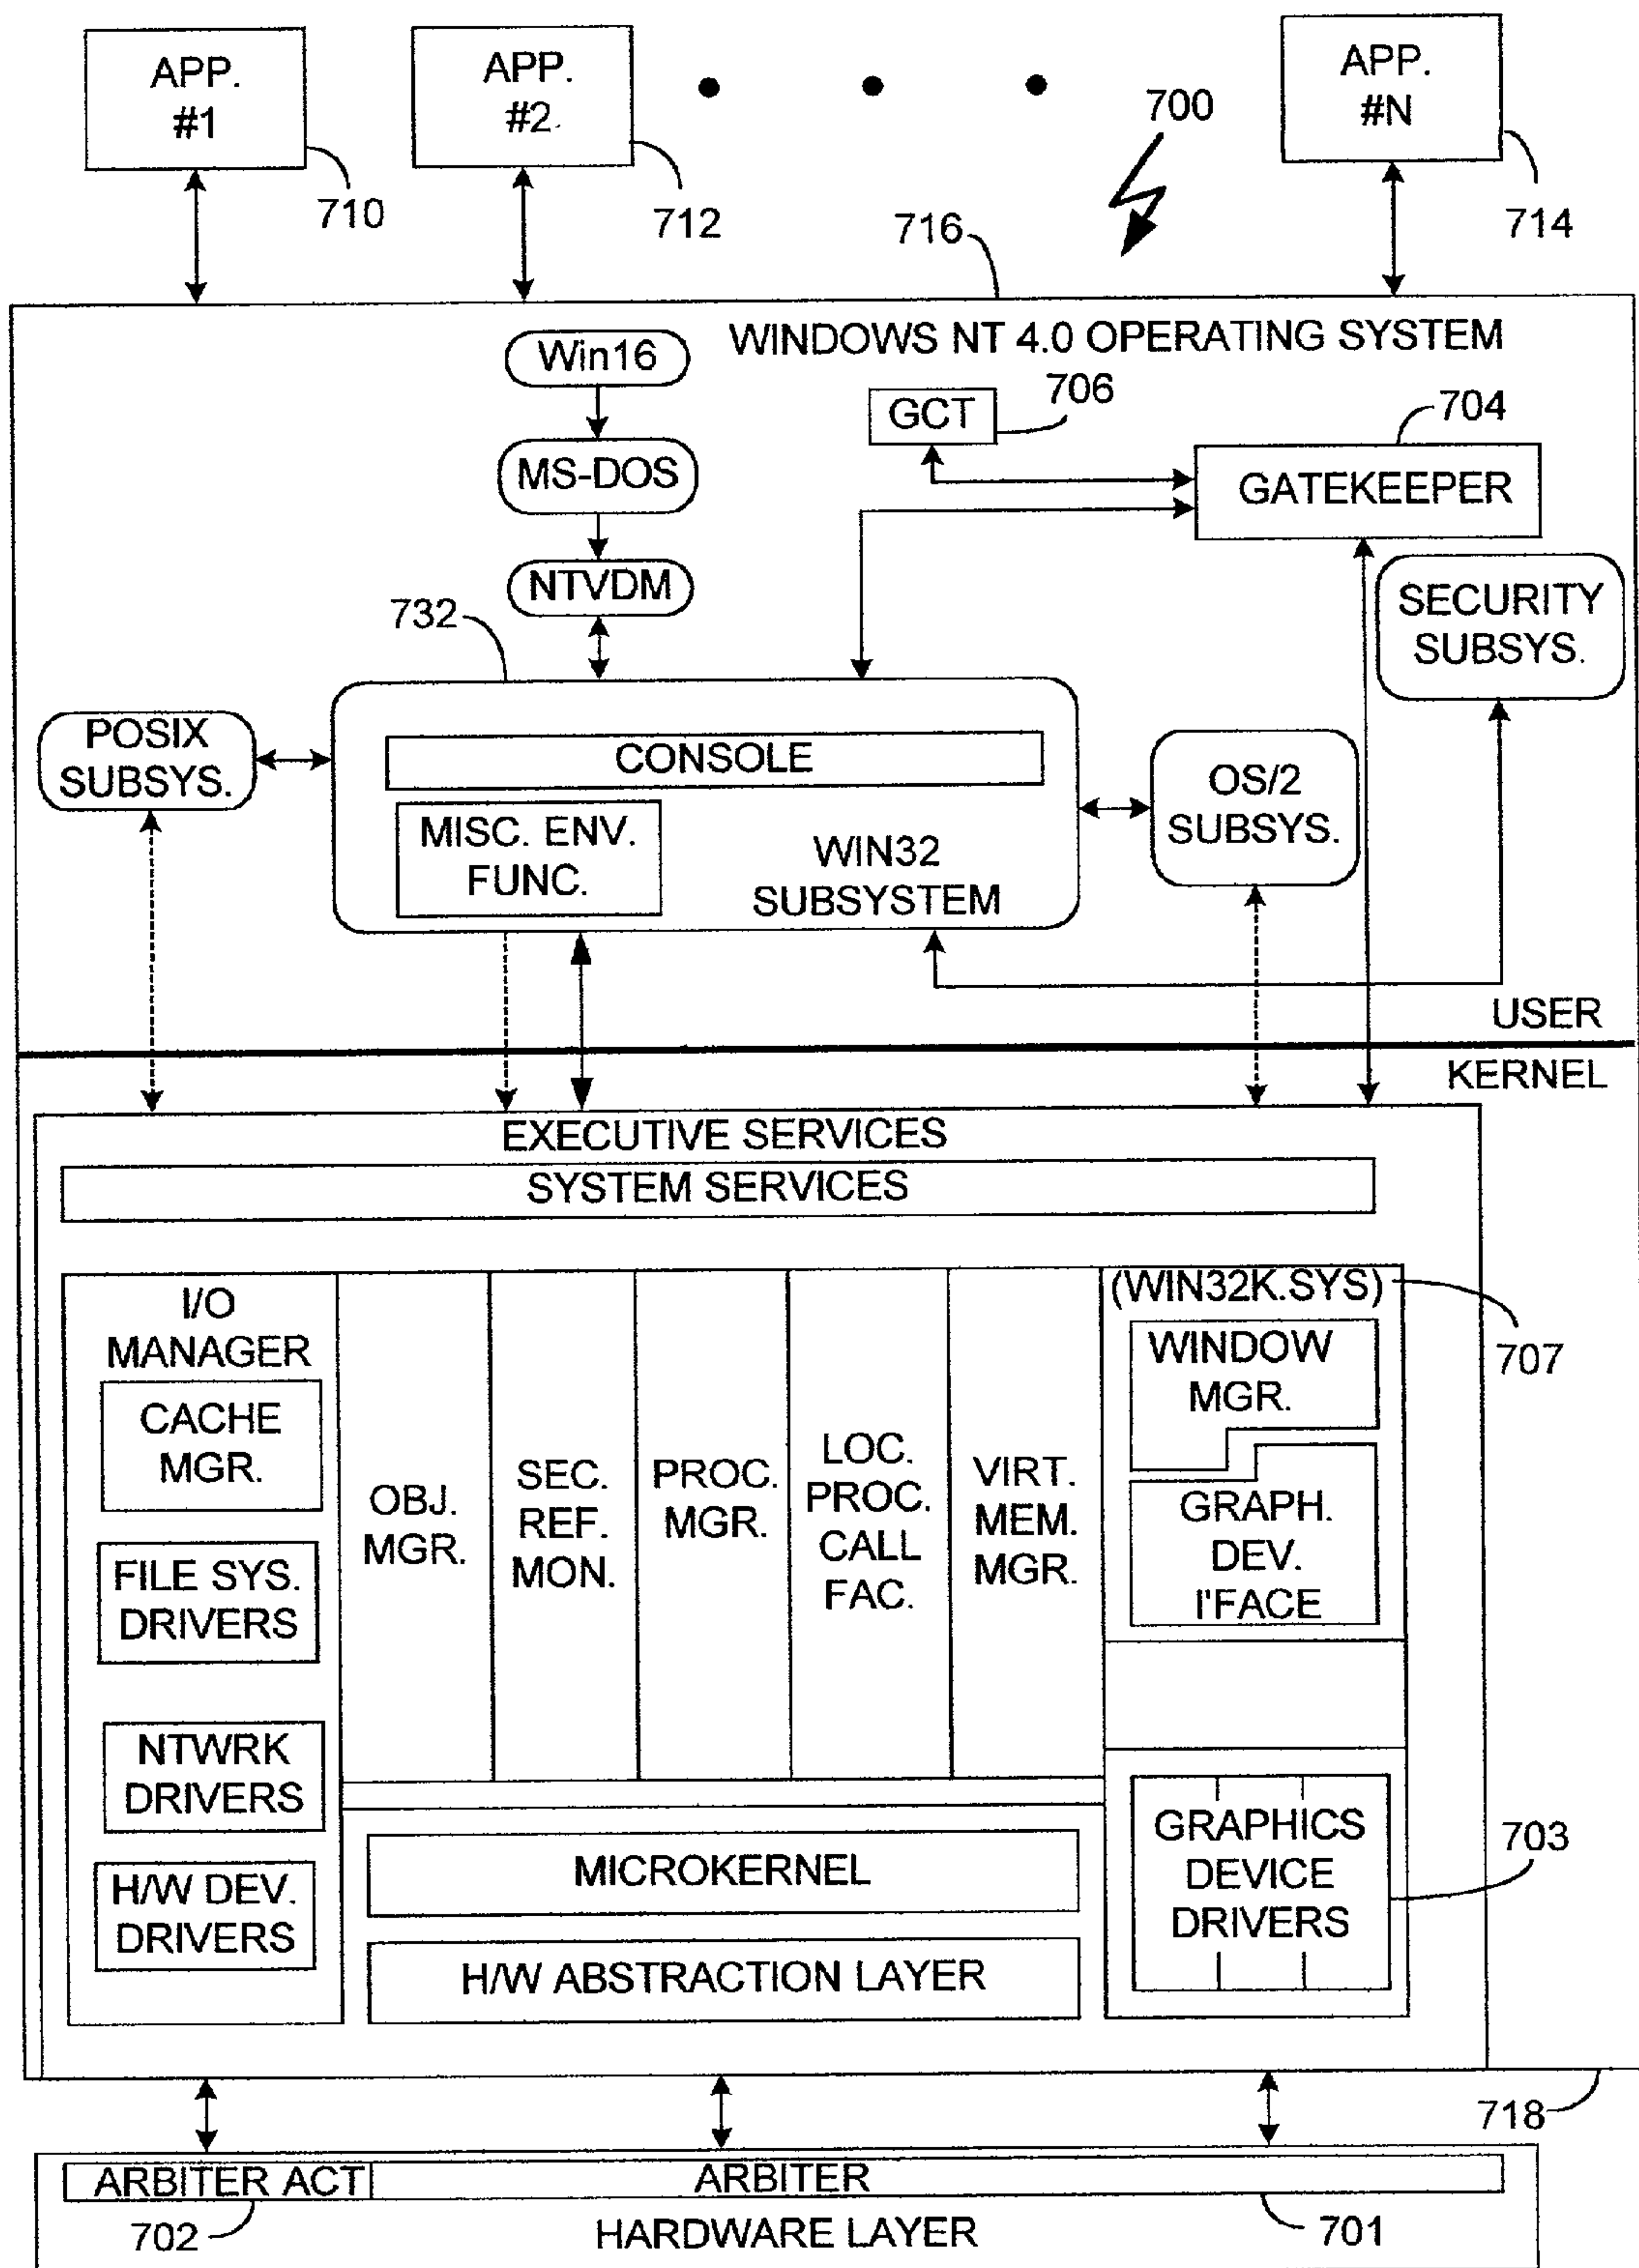 APP.
#1
APP.
#2.
APP.
#N
700
710
712
716
714
WINDOWS NT 4.0 OPERATING SYSTEM
Win16
GCT
706
704
MS-DOS
GATEKEEPER
NTVDM
732
SECURITY
SUBSYS.
POSIX
SUBSYS.
CONSOLE
MISC. ENV.
FUNC.
WIN32
SUBSYSTEM
OS/2
SUBSYS.
USER
KERNEL
EXECUTIVE SERVICES
SYSTEM SERVICES
I/O
MANAGER
CACHE
MGR.
FILE SYS.
DRIVERS
NTWRK
DRIVERS
H/W DEV.
DRIVERS
OBJ.
MGR.
SEC.
REF.
MON.
PROC.
MGR.
LOC.
PROC.
CALL
FAC.
VIRT.
MEM.
MGR.
(WIN32K.SYS)
707
WINDOW
MGR.
GRAPH.
DEV.
I'FACE
MICROKERNEL
H/W ABSTRACTION LAYER
GRAPHICS
DEVICE
DRIVERS
703
718
ARBITER ACT
ARBITER
702
HARDWARE LAYER
701